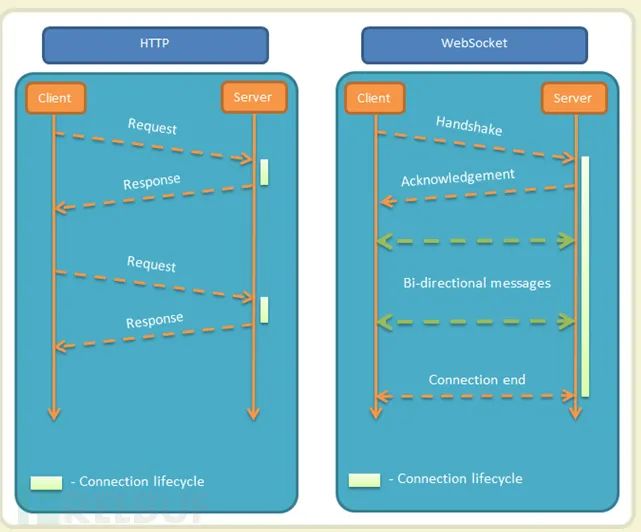 HTTP
Client
Server
Request
Response
Request
Response
- Connection lifecycle
WebSocket
Client
Server
Handshake
Acknowledgement
Bi-directional messages
Connection end
- Connection lifecycle